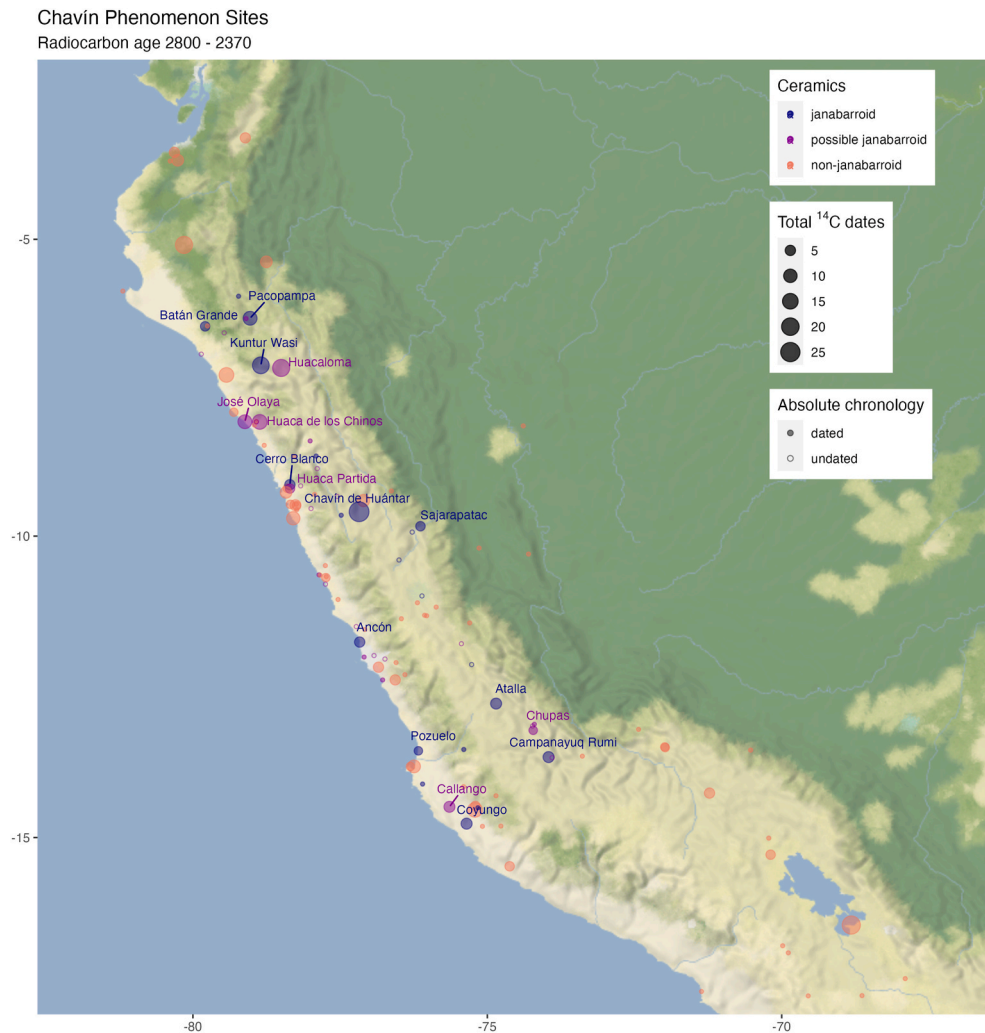 Chavín Phenomenon Sites
Radiocarbon age 2800 - 2370
Ceramics
janabarroid
possible janabarroid
non-janabarroid
Total ¹⁴C dates
5
10
15
20
25
Absolute chronology
dated
undated
-5
Pacopampa
Batán Grande
Kuntur Wasi
Huacaloma
José Olaya
Huaca de los Chinos
Cerro Blanco
Huaca Partida
Chavín de Huántar
Sajarapatac
-10
Ancón
Atalla
Chupas
Pozuelo
Campanayuq Rumi
Callango
Coyungo
-15
-80
-75
-70